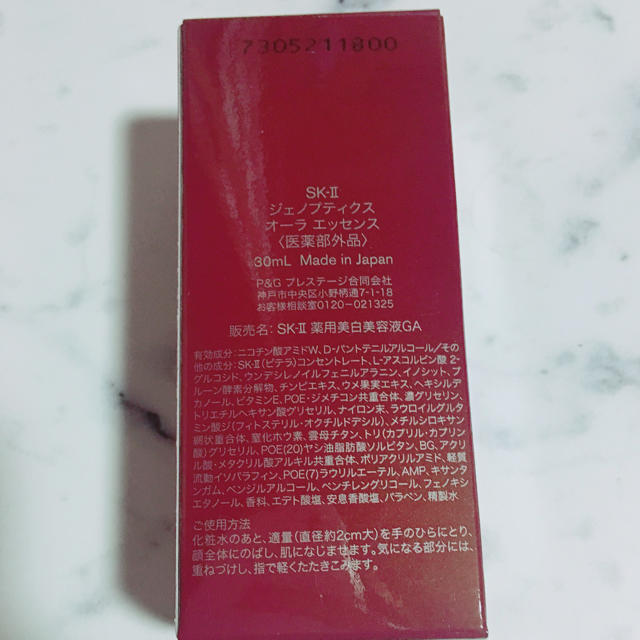 7305211800
SK-II
ジェノプティクス
オーラ エッセンス
〈医薬部外品〉
30mL Made in Japan
P&G プレステージ合同会社
神戸市中央区小野柄通7-1-18
お客様相談室0120-021325
販売名: SK-II 薬用美白美容液GA
有効成分: ニコチン酸アミドW、D-パントテニルアルコール/そ
の他の成分: SK-II(ピテラ)コンセントレート、L-アスコルビン酸 2-
グルコシド、ウンデシレノイルフェニルアラニン、イノシット、プ
ルーン酵素分解物、チンピエキス、ウメ果実エキス、ヘキシルデ
カノール、ビタミンE、POE・ジメチコン共重合体、濃グリセリン、
トリエチルヘキサン酸グリセリル、ナイロン末、ラウロイルグルタ
ミン酸ジ(フィトステリル・オクチルドデシル)、メチルシロキサン
網状重合体、窒化ホウ素、雲母チタン、トリ(カプリル・カプリン
酸)グリセリル、POE(20)ヤシ油脂肪酸ソルビタン、BG、アクリ
ル酸・メタクリル酸アルキル共重合体、ポリアクリルアミド、軽質
流動イソパラフィン、POE(7)ラウリルエーテル、AMP、キサンタ
ンガム、ベンジルアルコール、ペンチレングリコール、フェノキシ
エタノール、香料、エデト酸塩、安息香酸塩、パラベン、精製水
ご使用方法
化粧水のあと、適量(直径約2cm大)を手のひらにとり、
顔全体にのばし、肌になじませます。気になる部分には、
重ねづけし、指で軽くたたきこみます。